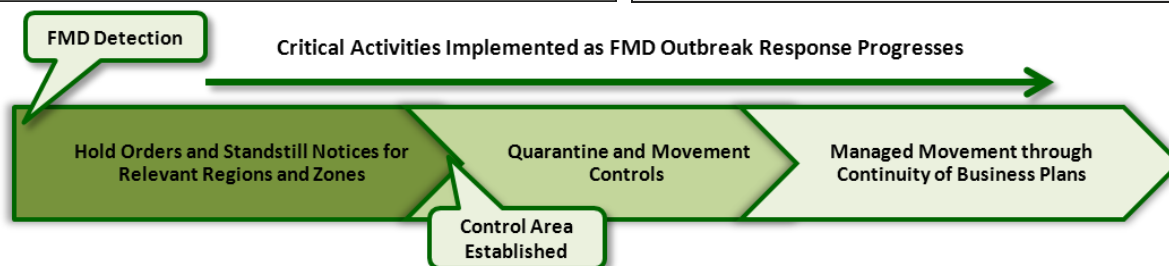 FMD Detection
Critical Activities Implemented as FMD Outbreak Response Progresses
Hold Orders and Standstill Notices for
Relevant Regions and Zones
Quarantine and Movement
Controls
Managed Movement through
Continuity of Business Plans
Control Area
Established